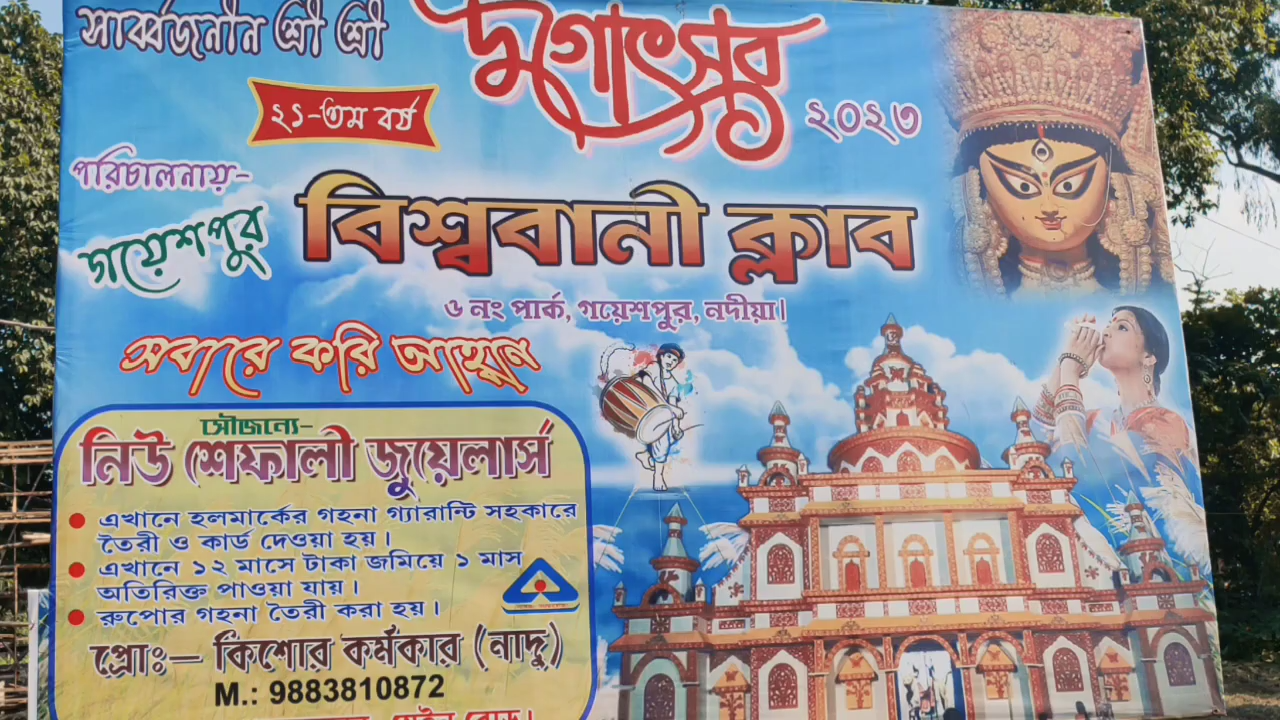 সার্ব্বজনীন শ্রী শ্রী
দুর্গোৎসব
২১-তম বর্ষ
২০২৩
পরিচালনায়-
গয়েশপুর
বিশ্ববানী ক্লাব
৬ নং পার্ক, গয়েশপুর, নদীয়া।
সবারে করি আহ্বান
সৌজন্যে-
নিউ শেফালী জুয়েলার্স
এখানে হলমার্কের গহনা গ্যারান্টি সহকারে
তৈরী ও কার্ড দেওয়া হয়।
এখানে ১২ মাসে টাকা জমিয়ে ১ মাস
অতিরিক্ত পাওয়া যায়।
রুপোর গহনা তৈরী করা হয়।
প্রোঃ— কিশোর কর্মকার (নাদু)
M.: 9883810872